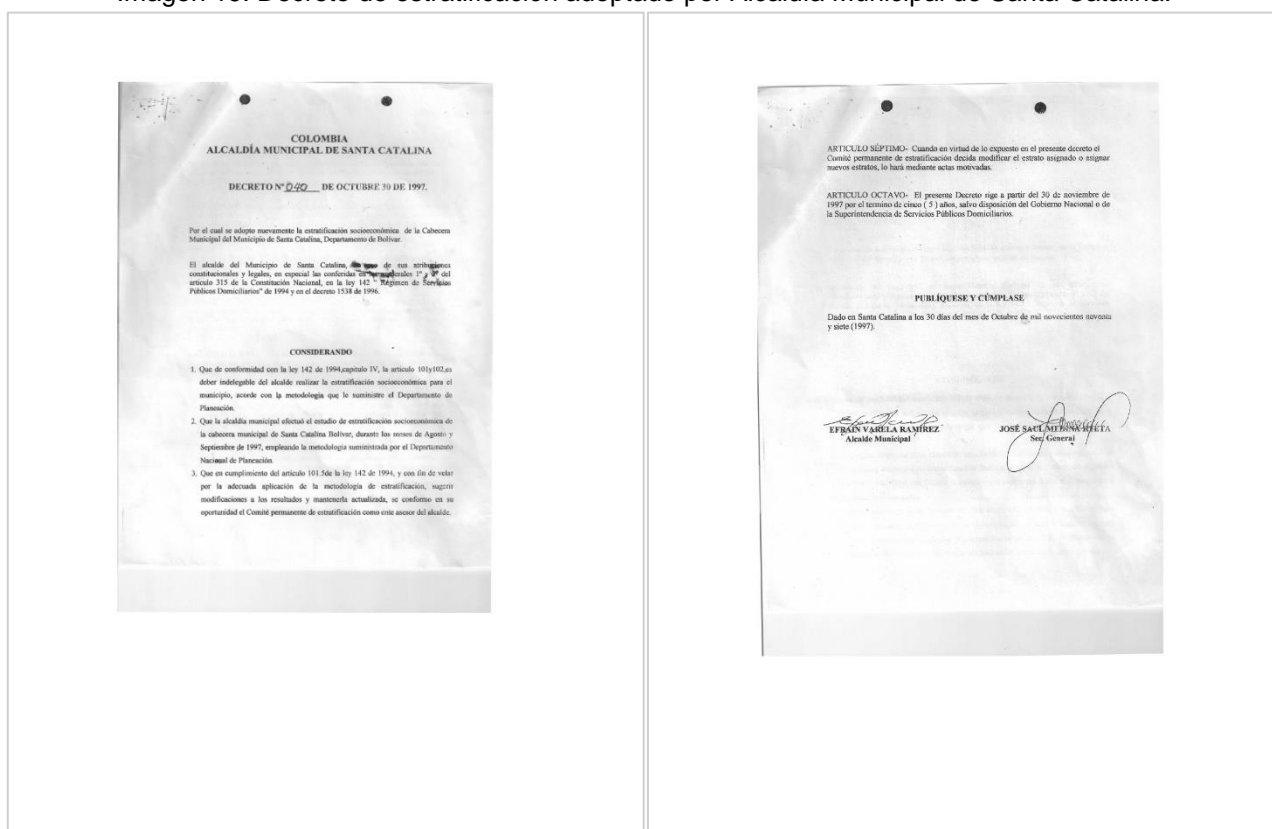 Imagen 16. Decreto de estratificación adoptado por Alcaldía Municipal de Santa Catalina.
COLOMBIA
ALCALDÍA MUNICIPAL DE SANTA CATALINA
DECRETO Nº 040 DE OCTUBRE 30 DE 1997.
Por el cual se adopto nuevamente la estratificación socioeconómica de la Cabecera
Municipal del Municipio de Santa Catalina, Departamento de Bolívar.
El alcalde del Municipio de Santa Catalina, de sus atribuciones
constitucionales y legales, en especial las conferidas en 1º y del
articulo 315 de la Constitución Nacional, en la ley 142 " Régimen de Servicios
Públicos Domiciliarios" de 1994 y en el decreto 1538 de 1996.
CONSIDERANDO
1. Que de conformidad con la ley 142 de 1994,capitulo IV, la articulo 101y102,es
deber indelegable del alcalde realizar la estratificación socioeconómica para el
municipio, acorde con la metodología que le suministre el Departamento de
Planeación.
2. Que la alcaldía municipal efectuó el estudio de estratificación socioeconómica de
la cabecera municipal de Santa Catalina Bolívar, durante los meses de Agosto y
Septiembre de 1997, empleando la metodología suministrada por el Departamento
Nacional de Planeación.
3. Que en cumplimiento del artículo 101.5de la ley 142 de 1994, y con fin de velar
por la adecuada aplicación de la metodología de estratificación, sugerir
modificaciones a los resultados y mantenerla actualizada, se conformo en su
oportunidad el Comité permanente de estratificación como ente asesor del alcalde.
ARTICULO SÉPTIMO- Cuando en virtud de lo expuesto en el presente decreto el
Comité permanente de estratificación decida modificar el estrato asignado o asignar
nuevos estratos, lo hará mediante actas motivadas.
ARTICULO OCTAVO- El presente Decreto rige a partir del 30 de noviembre de
1997 por el termino de cinco ( 5 ) años, salvo disposición del Gobierno Nacional o de
la Superintendencia de Servicios Públicos Domiciliarios.
PUBLÍQUESE Y CÚMPLASE
Dado en Santa Catalina a los 30 días del mes de Octubre de mil novecientos noventa
y siete (1997).
EFRAÍN VARELA RAMÍREZ
Alcalde Municipal
JOSÉ SAUL MEDINA
Sec. General